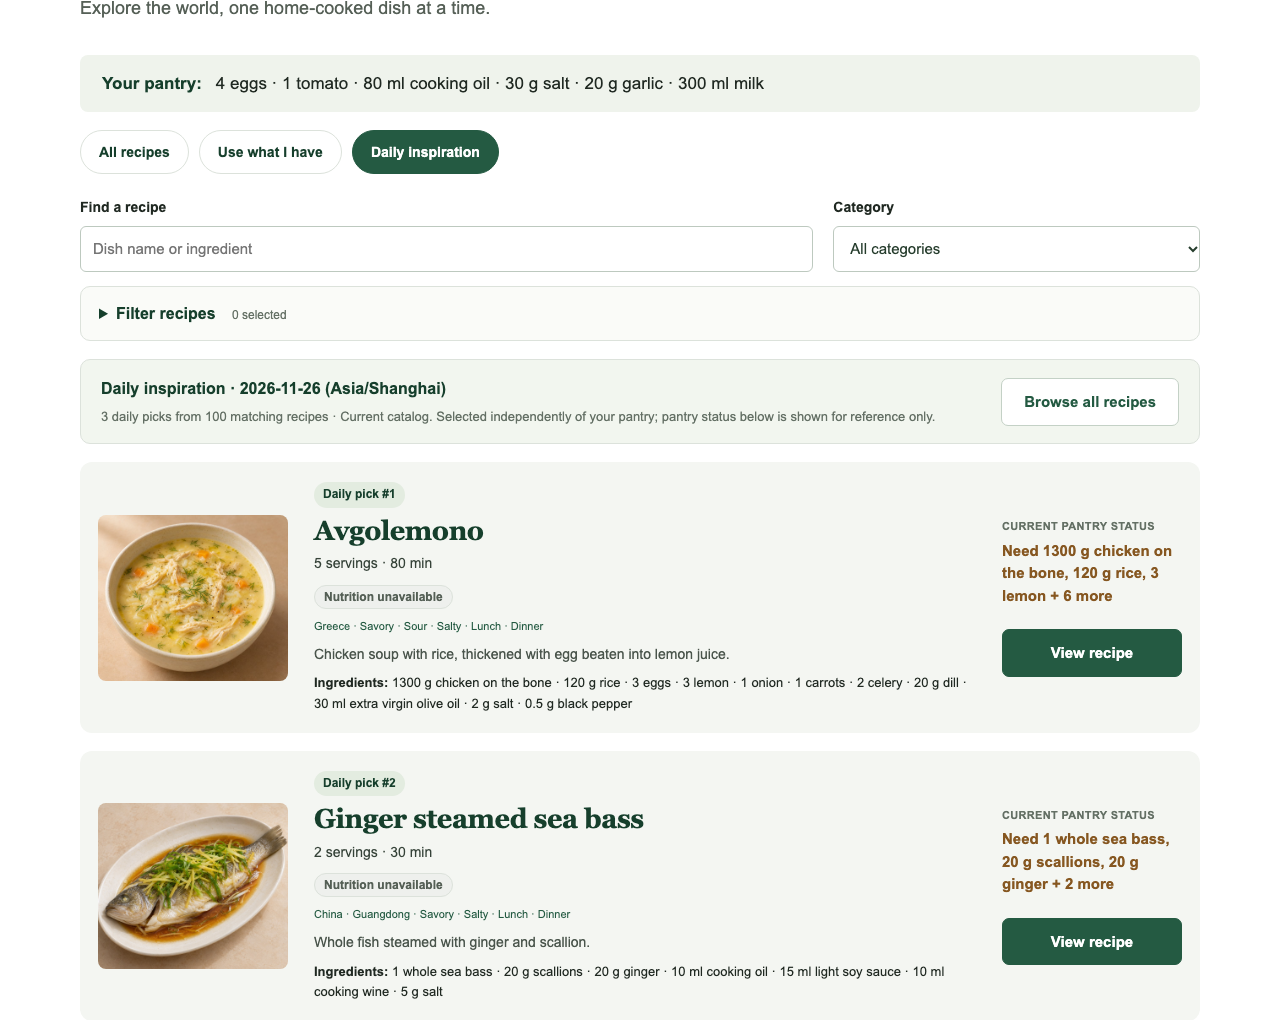 Explore the world, one home-cooked dish at a time.
Your pantry: 4 eggs · 1 tomato · 80 ml cooking oil · 30 g salt · 20 g garlic · 300 ml milk
All recipes
Use what I have
Daily inspiration
Find a recipe
Category
Dish name or ingredient
All categories
Filter recipes 0 selected
Daily inspiration · 2026-11-26 (Asia/Shanghai)
3 daily picks from 100 matching recipes · Current catalog. Selected independently of your pantry; pantry status below is shown for reference only.
Browse all recipes
Daily pick #1
Avgolemono
5 servings · 80 min
Nutrition unavailable
Greece · Savory · Sour · Salty · Lunch · Dinner
Chicken soup with rice, thickened with egg beaten into lemon juice.
Ingredients: 1300 g chicken on the bone · 120 g rice · 3 eggs · 3 lemon · 1 onion · 1 carrots · 2 celery · 20 g dill ·
30 ml extra virgin olive oil · 2 g salt · 0.5 g black pepper
CURRENT PANTRY STATUS
Need 1300 g chicken on
the bone, 120 g rice, 3
lemon + 6 more
View recipe
Daily pick #2
Ginger steamed sea bass
2 servings · 30 min
Nutrition unavailable
China · Guangdong · Savory · Salty · Lunch · Dinner
Whole fish steamed with ginger and scallion.
Ingredients: 1 whole sea bass · 20 g scallions · 20 g ginger · 10 ml cooking oil · 15 ml light soy sauce · 10 ml
cooking wine · 5 g salt
CURRENT PANTRY STATUS
Need 1 whole sea bass,
20 g scallions, 20 g
ginger + 2 more
View recipe